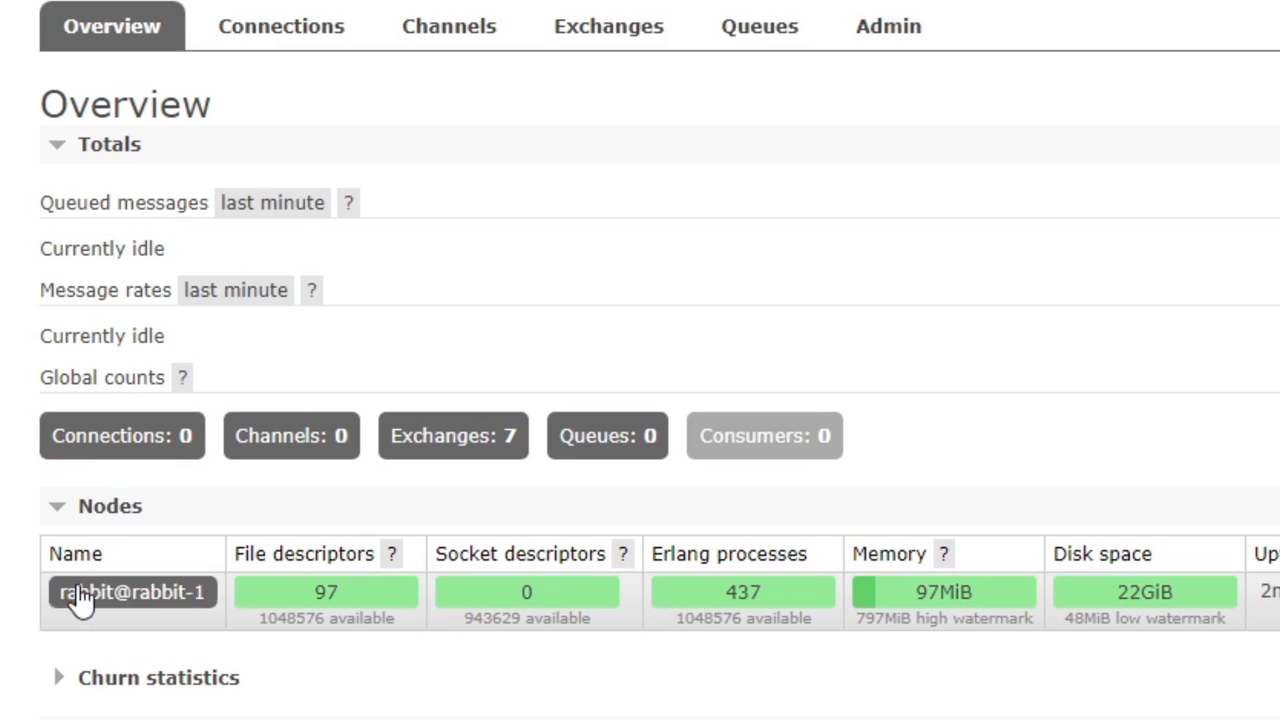 Overview Connections Channels Exchanges Queues Admin
Overview
Totals
Queued messages last minute ?
Currently idle
Message rates last minute ?
Currently idle
Global counts ?
Connections: 0 Channels: 0 Exchanges: 7 Queues: 0 Consumers: 0
Nodes
Name File descriptors ? Socket descriptors ? Erlang processes Memory ? Disk space
rabbit@rabbit-1 97 0 437 97MiB 22GiB
1048576 available 943629 available 1048576 available 797MiB high watermark 48MiB low watermark
Churn statistics